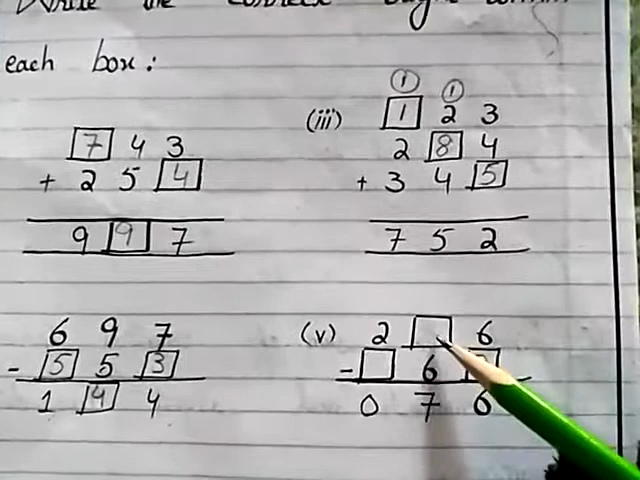 the correct
each box:
[7] 4 3
+ 2 5 [4]
9 [9] 7
(iii) ① ①
[1] 2 3
2 [8] 4
+ 3 4 [5]
7 5 2
6 9 7
- [5] 5 [3]
1 [4] 4
(v) 2 [ ] 6
- [ ] 6
0 7 6